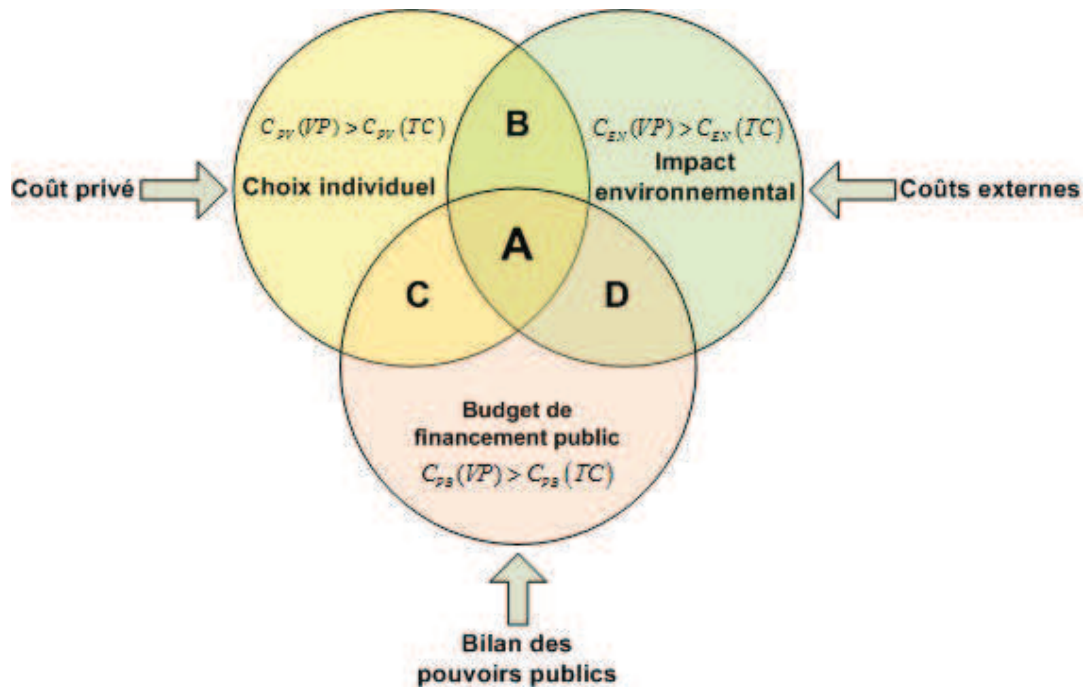 B
C_PV(VP) > C_PV(TC)
C_EN(VP) > C_EN(TC)
Impact
environnemental
Coût privé
Choix individuel
Coûts externes
A
C
D
Budget de
financement public
C_PB(VP) > C_PB(TC)
Bilan des
pouvoirs publics